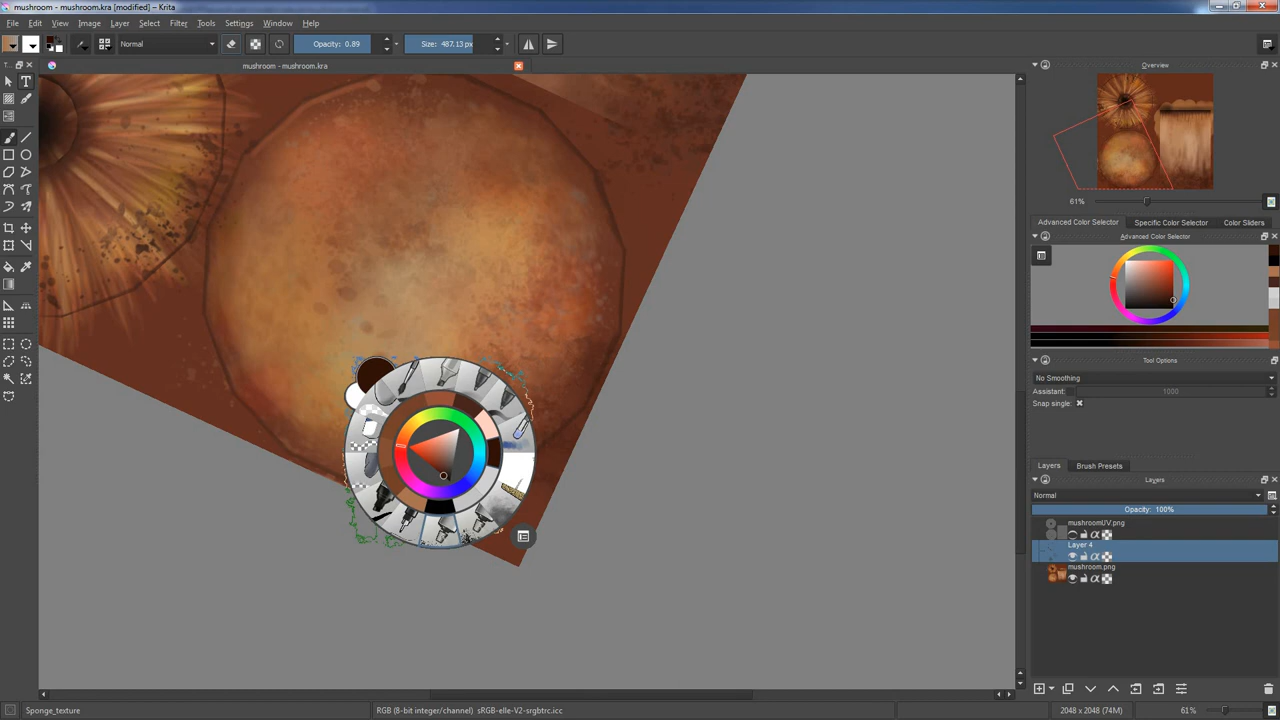 mushroom - mushroom.kra [modified] – Krita
File Edit View Image Layer Select Filter Tools Settings Window Help
Normal
Opacity: 0.89
Size: 487.13 px
T...
mushroom - mushroom.kra
Overview
61%
Advanced Color Selector
Specific Color Selector
Color Sliders
Advanced Color Selector
Tool Options
No Smoothing
Assistant
1000
Snap single:
Layers
Brush Presets
Layers
Normal
Opacity: 100%
mushroomUV.png
Layer 4
mushroom.png
Sponge_texture
RGB (8-bit integer/channel) sRGB-elle-V2-srgbtrc.icc
2048 x 2048 (74M)
61%